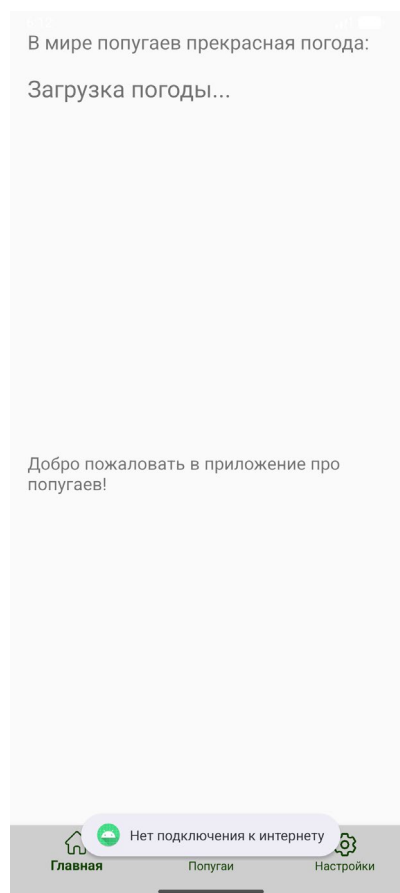 В мире попугаев прекрасная погода:
Загрузка погоды...
Добро пожаловать в приложение про
попугаев!
Нет подключения к интернету
Главная
Попугаи
Настройки